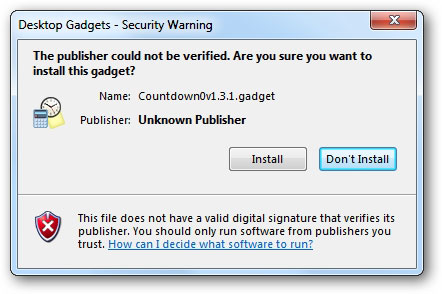 Desktop Gadgets - Security Warning
The publisher could not be verified. Are you sure you want to
install this gadget?
Name: Countdown0v1.3.1.gadget
Publisher: Unknown Publisher
Install Don't Install
This file does not have a valid digital signature that verifies its
publisher. You should only run software from publishers you
trust. How can I decide what software to run?